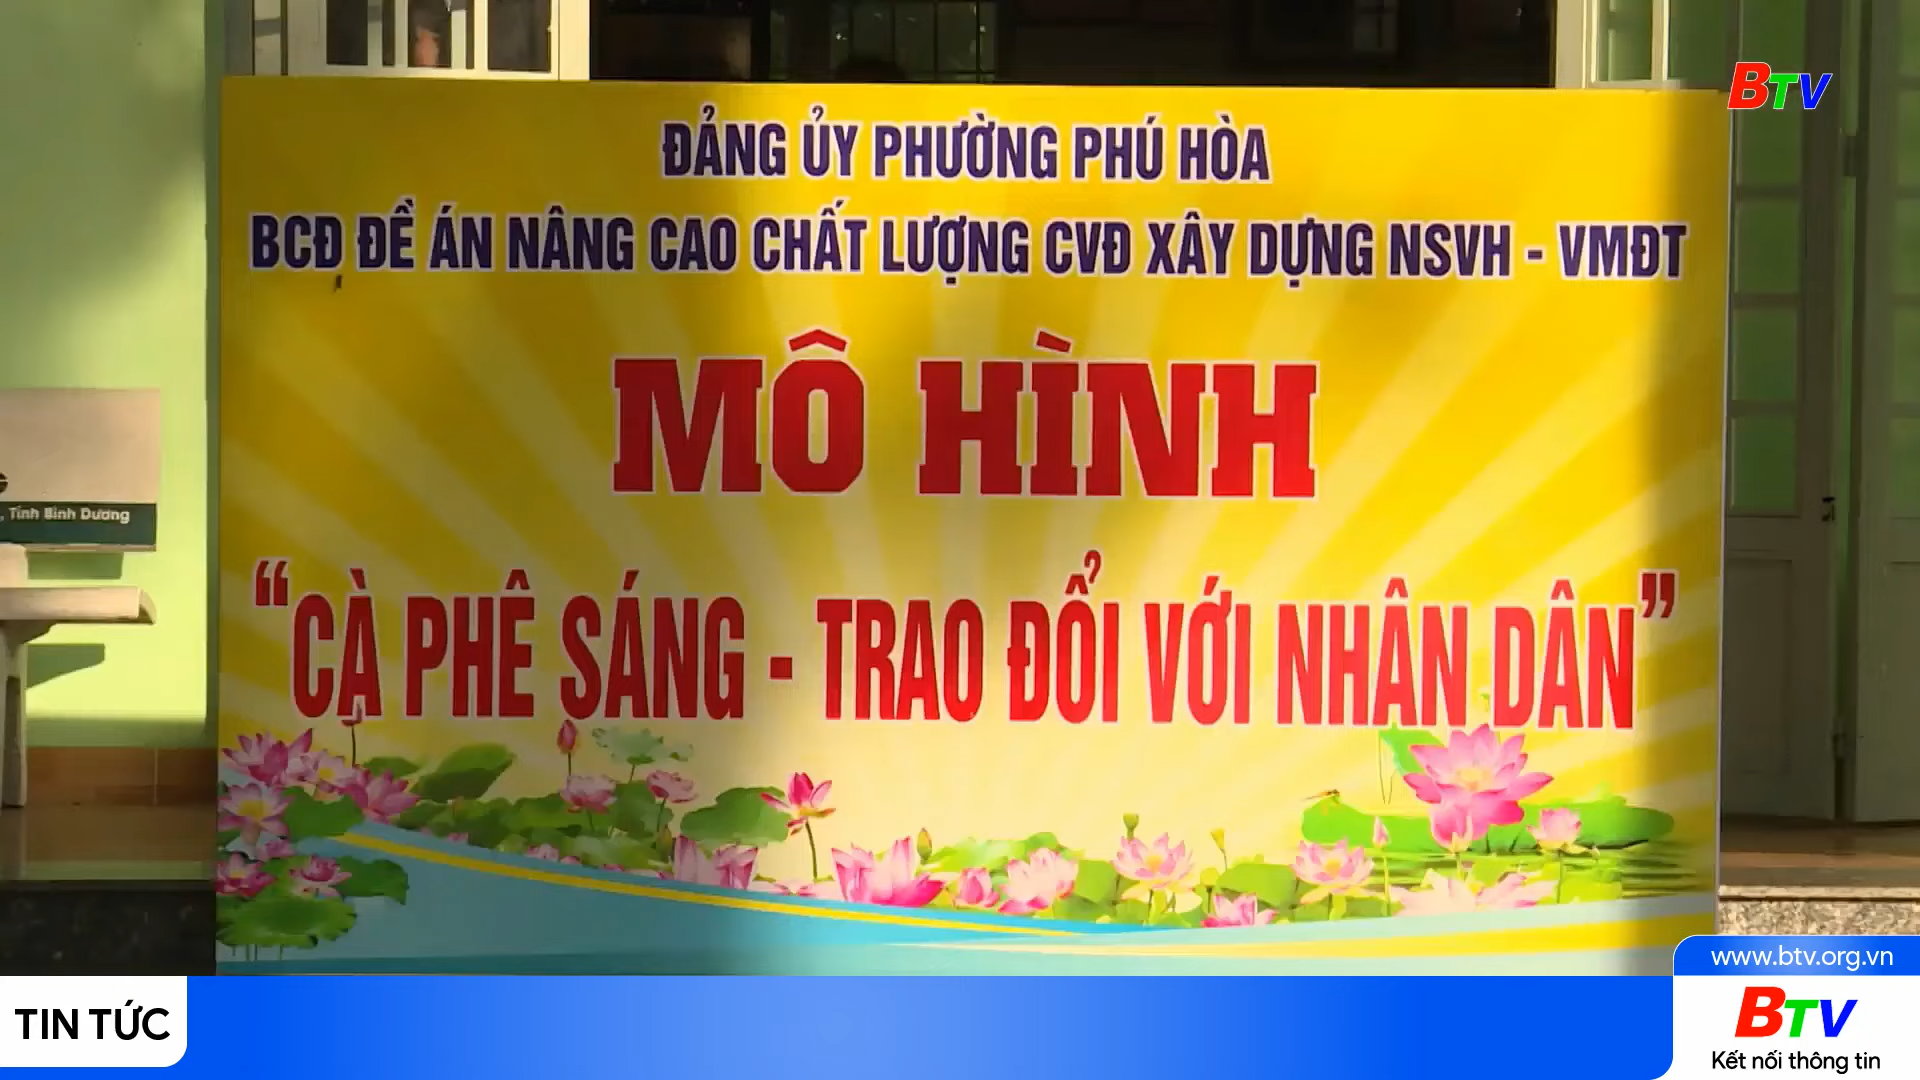 BTV
ĐẢNG ỦY PHƯỜNG PHÚ HÒA
BCĐ ĐỀ ÁN NÂNG CAO CHẤT LƯỢNG CVĐ XÂY DỰNG NSVH - VMĐT
MÔ HÌNH
, Tỉnh Bình Dương
“CÀ PHÊ SÁNG - TRAO ĐỔI VỚI NHÂN DÂN”
www.btv.org.vn
TIN TỨC
BTV
Kết nối thông tin